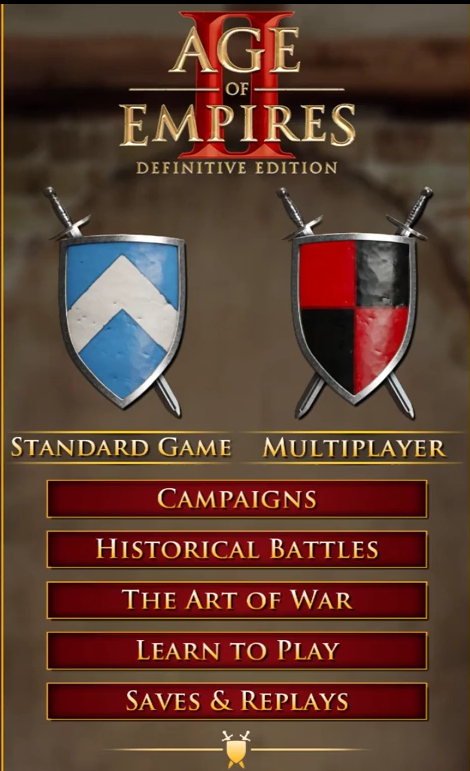 AGE
OF
EMPIRES
II
DEFINITIVE EDITION
STANDARD GAME
MULTIPLAYER
CAMPAIGNS
HISTORICAL BATTLES
THE ART OF WAR
LEARN TO PLAY
SAVES & REPLAYS